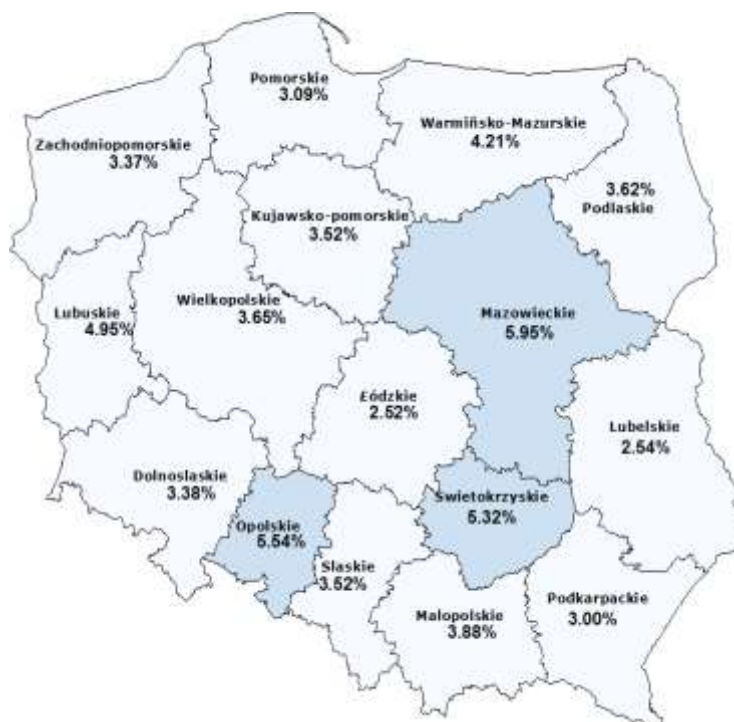 Pomorskie
3.09%
Warmińsko-Mazurskie
4.21%
Zachodniopomorskie
3.37%
3.62%
Podlaskie
Kujawsko-pomorskie
3.52%
Lubuskie
4.95%
Wielkopolskie
3.65%
Mazowieckie
5.95%
Łódzkie
2.52%
Lubelskie
2.54%
Dolnoslaskie
3.38%
Opolskie
5.54%
Swietokrzyskie
5.32%
Slaskie
3.52%
Malopolskie
3.88%
Podkarpackie
3.00%